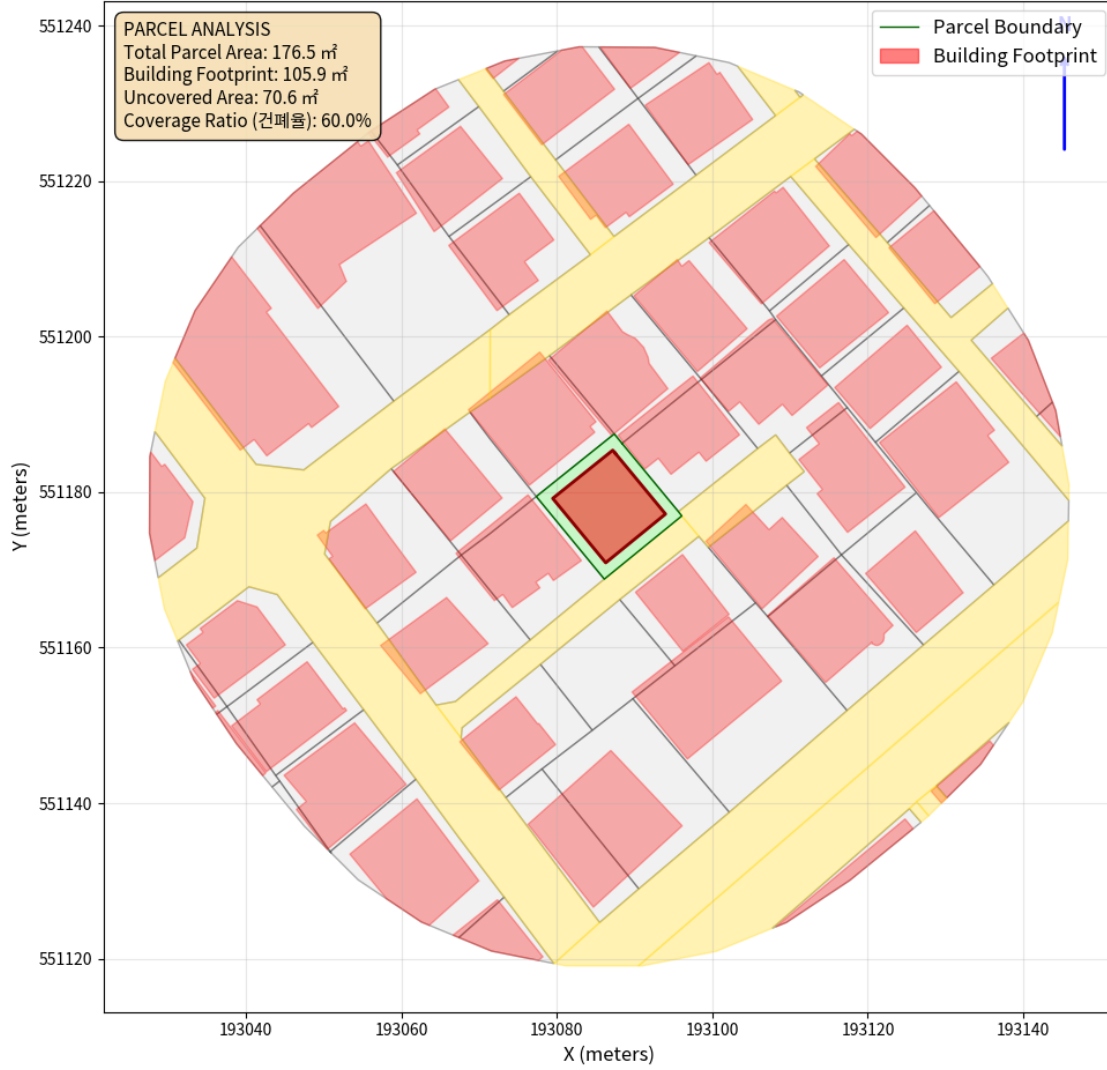 PARCEL ANALYSIS
Total Parcel Area: 176.5 ㎡
Building Footprint: 105.9 ㎡
Uncovered Area: 70.6 ㎡
Coverage Ratio (건폐율): 60.0%
Parcel Boundary
Building Footprint
N
551240
551220
551200
551180
551160
551140
551120
Y (meters)
193040
193060
193080
193100
193120
193140
X (meters)